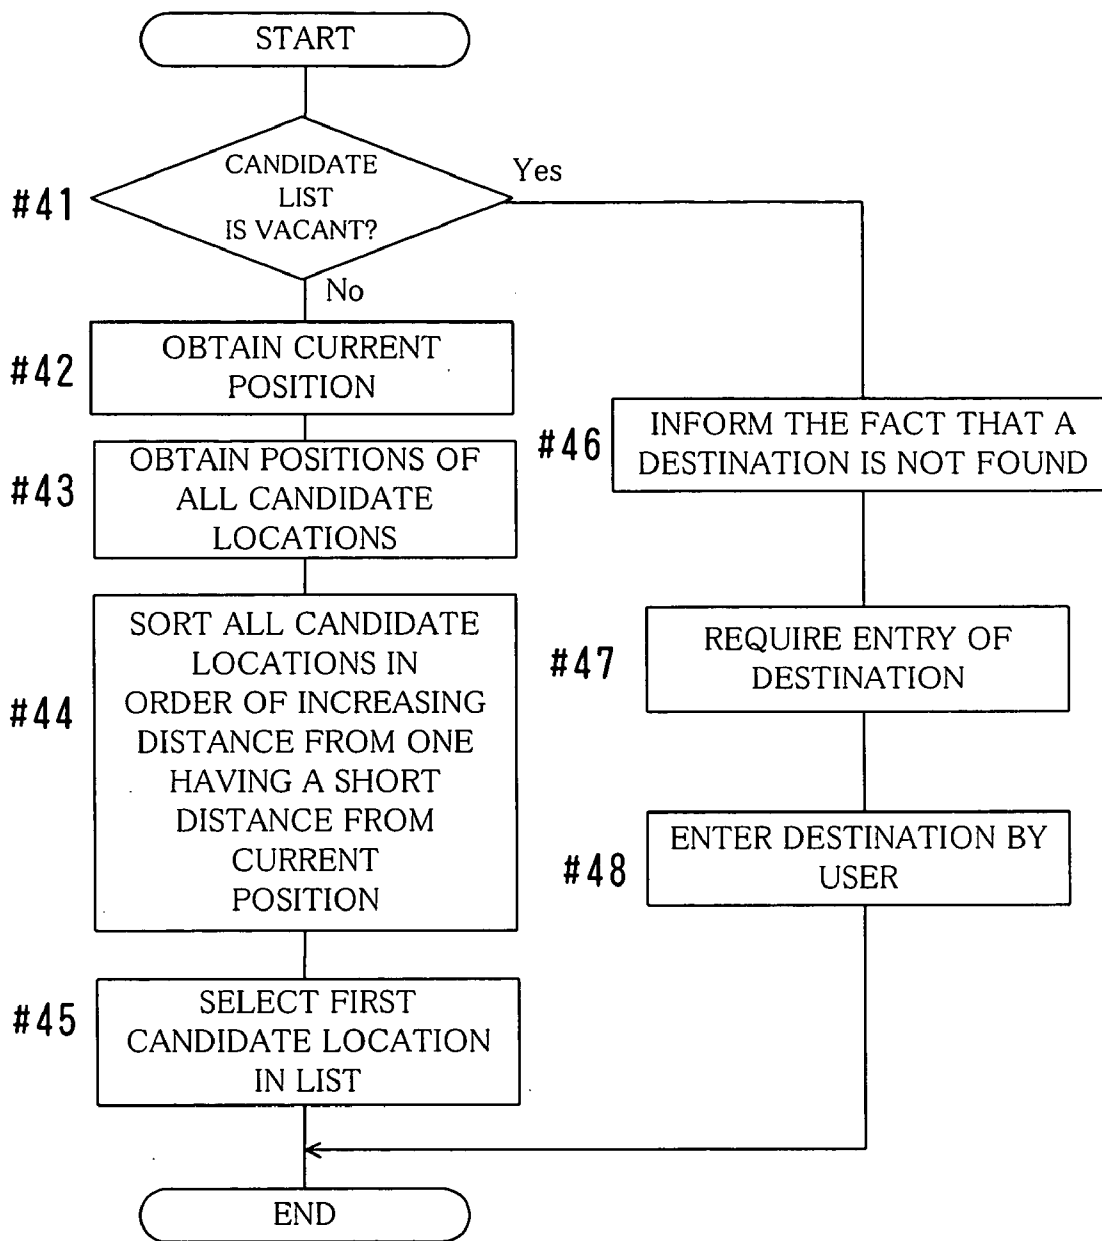 START
CANDIDATE
LIST
IS VACANT?
Yes
#41
No
OBTAIN CURRENT
POSITION
#42
OBTAIN POSITIONS OF
ALL CANDIDATE
LOCATIONS
#43
SORT ALL CANDIDATE
LOCATIONS IN
ORDER OF INCREASING
DISTANCE FROM ONE
HAVING A SHORT
DISTANCE FROM
CURRENT
POSITION
#44
SELECT FIRST
CANDIDATE LOCATION
IN LIST
#45
INFORM THE FACT THAT A
DESTINATION IS NOT FOUND
#46
REQUIRE ENTRY OF
DESTINATION
#47
ENTER DESTINATION BY
USER
#48
END